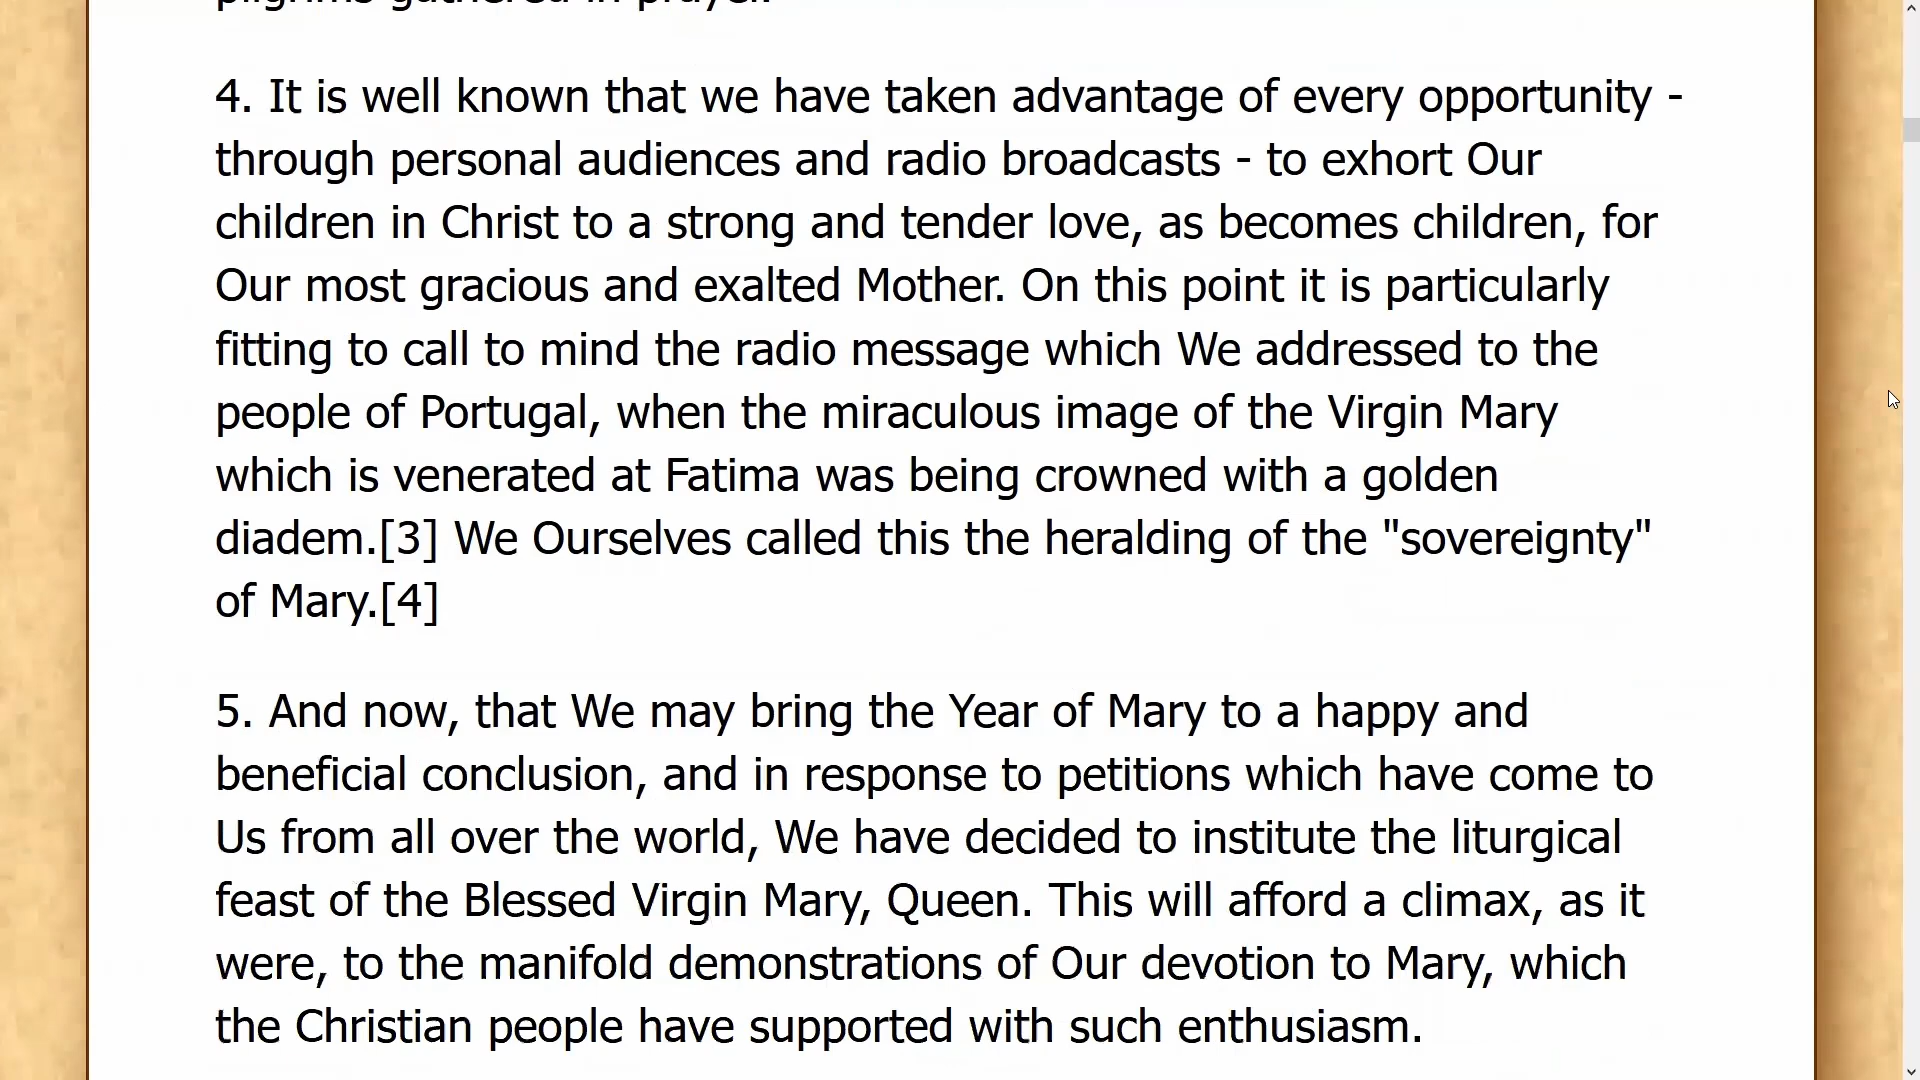 pilgrims gathered in prayer.
4. It is well known that we have taken advantage of every opportunity -
through personal audiences and radio broadcasts - to exhort Our
children in Christ to a strong and tender love, as becomes children, for
Our most gracious and exalted Mother. On this point it is particularly
fitting to call to mind the radio message which We addressed to the
people of Portugal, when the miraculous image of the Virgin Mary
which is venerated at Fatima was being crowned with a golden
diadem.[3] We Ourselves called this the heralding of the "sovereignty"
of Mary.[4]
5. And now, that We may bring the Year of Mary to a happy and
beneficial conclusion, and in response to petitions which have come to
Us from all over the world, We have decided to institute the liturgical
feast of the Blessed Virgin Mary, Queen. This will afford a climax, as it
were, to the manifold demonstrations of Our devotion to Mary, which
the Christian people have supported with such enthusiasm.